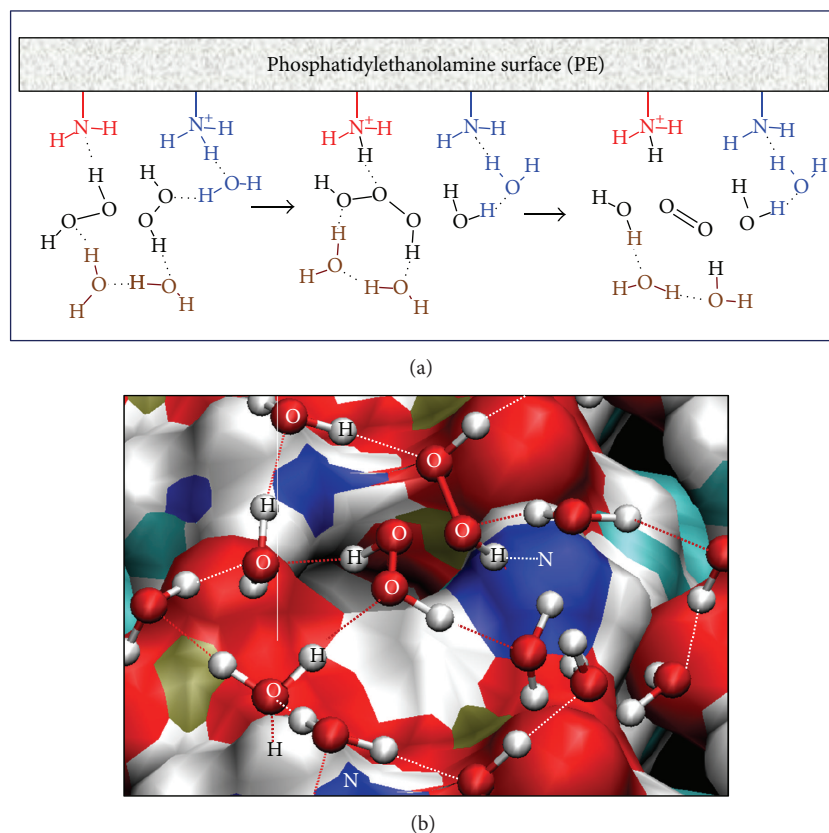 Phosphatidylethanolamine surface (PE)
H N H H N⁺ H H N⁺ H H N H H N⁺ H H N H
H H H H H
H H O H H H O H
H O H H O O H O H O H
O O O O H H O O
H H H O O
H H H H
O H H O O H O O H O H
H H H H H
(a)
O H O
H O O
H O H H N
O
H
O
H
N
(b)